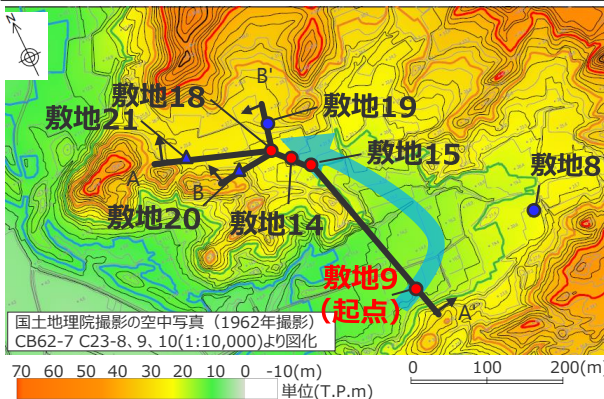 N
B'
敷地18
敷地19
敷地21
敷地15
敷地8
A
B
敷地20
敷地14
敷地9
(起点)
A'
国土地理院撮影の空中写真（1962年撮影）
CB62-7 C23-8、9、10(1:10,000)より図化
70 60 50 40 30 20 10 0 -10(m)
単位(T.P.m)
0 100 200(m)